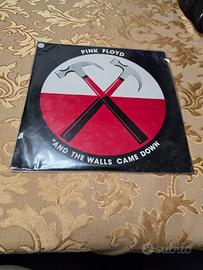 PINK FLOYD
"AND THE WALLS CAME DOWN
subito